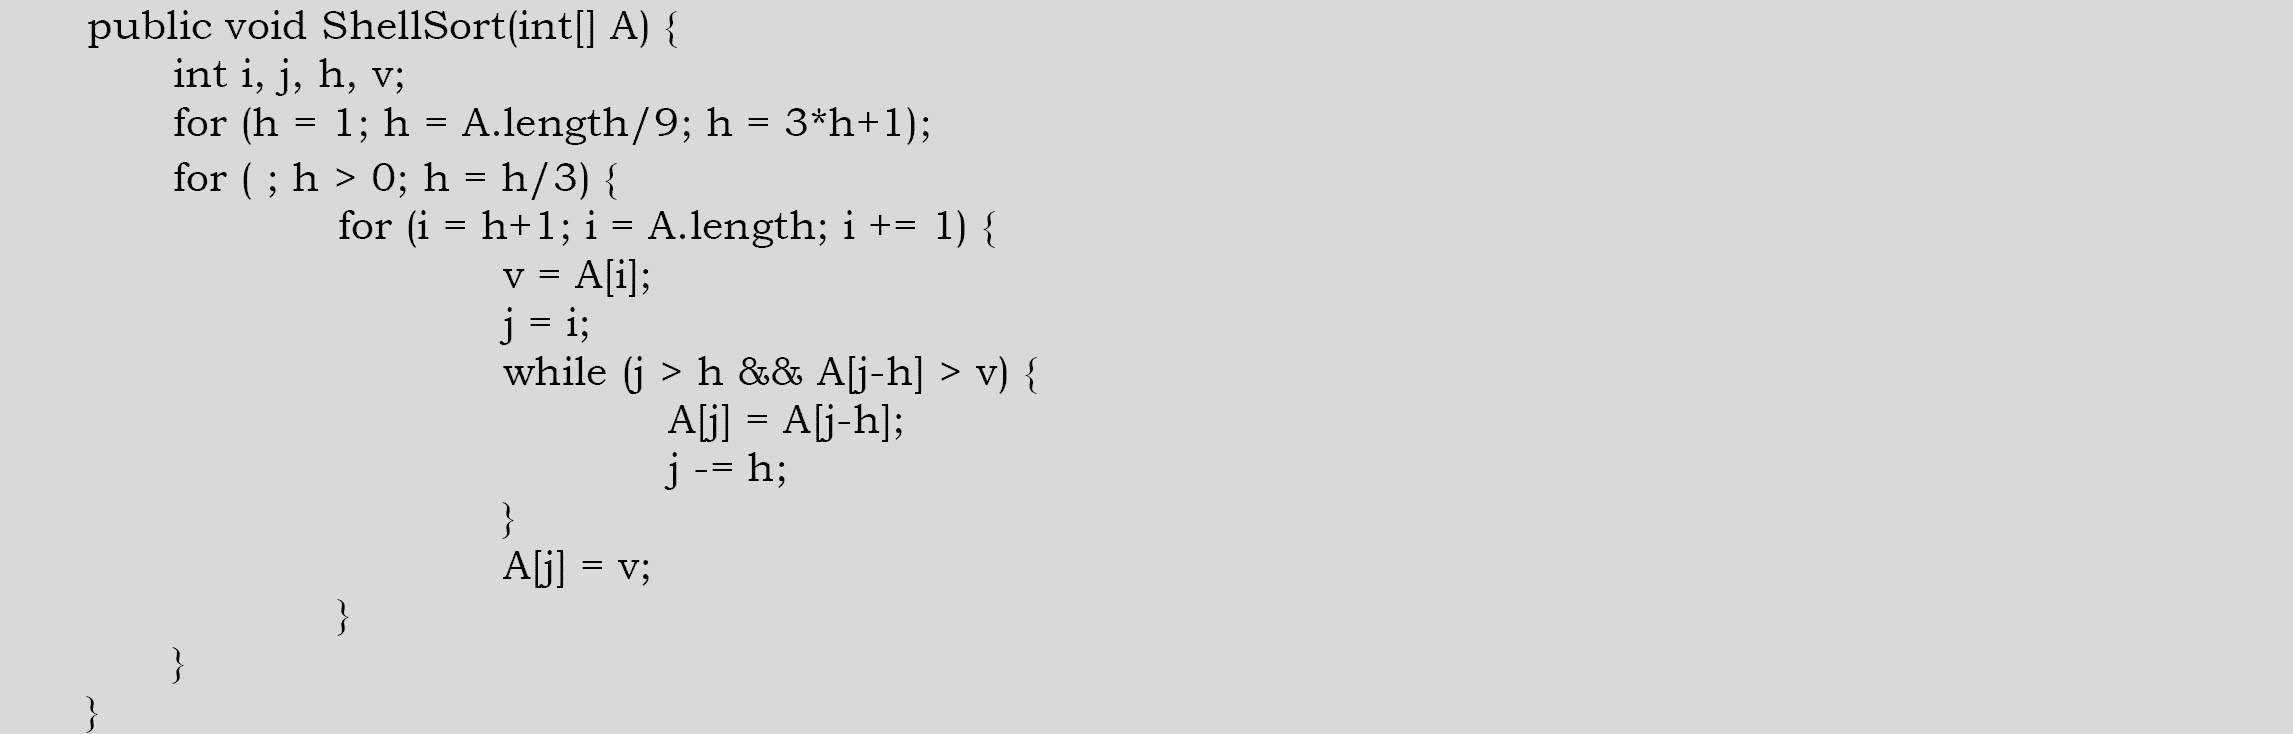 public void ShellSort(int[] A) {
int i, j, h, v;
for (h = 1; h = A.length/9; h = 3*h+1);
for ( ; h > 0; h = h/3) {
for (i = h+1; i = A.length; i += 1) {
v = A[i];
j = i;
while (j > h && A[j-h] > v) {
A[j] = A[j-h];
j -= h;
}
A[j] = v;
}
}
}